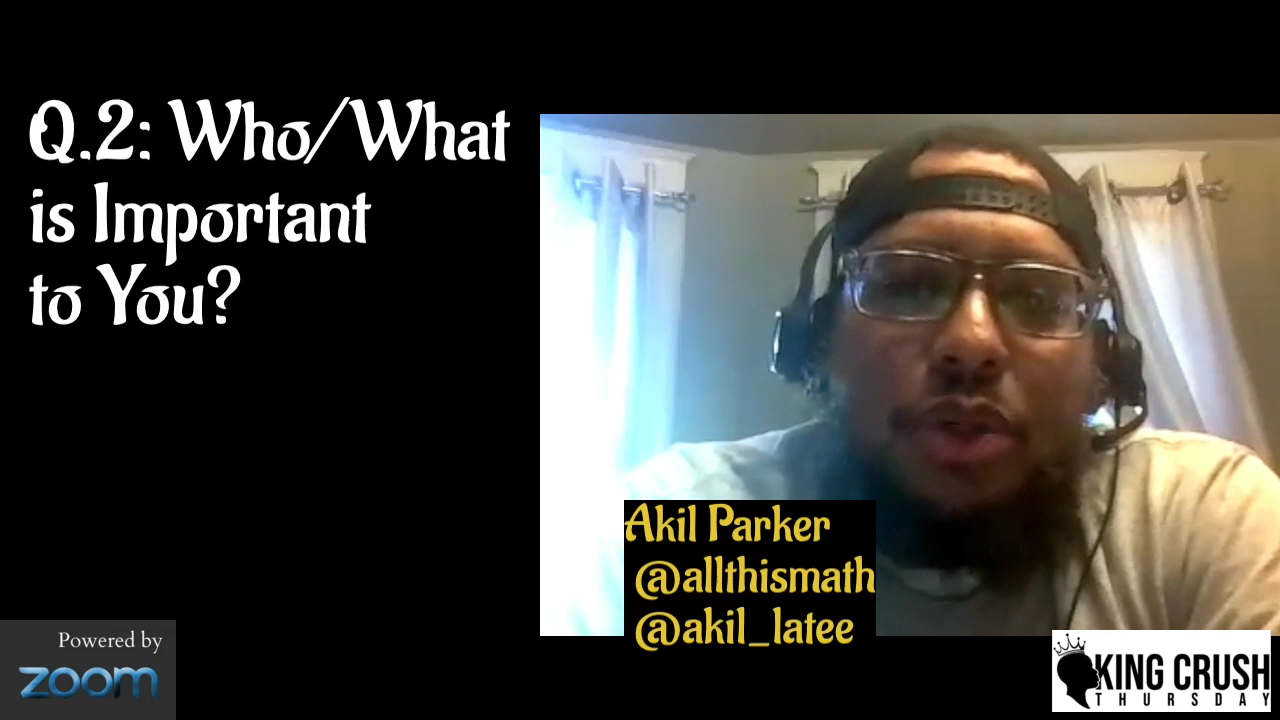 Q.2: Who/What
is Important
to You?
Akil Parker
@allthismath
@akil_latee
Powered by
zoom
KING CRUSH
THURSDAY